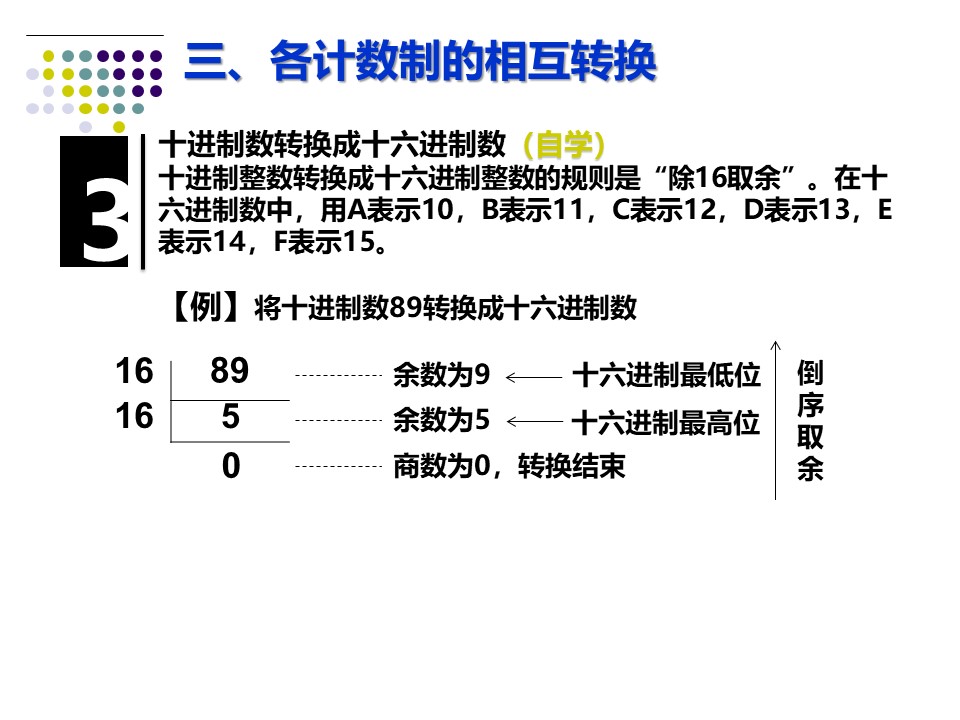 三、各计数制的相互转换
3
十进制数转换成十六进制数（自学）
十进制整数转换成十六进制整数的规则是“除16取余”。在十
六进制数中，用A表示10，B表示11，C表示12，D表示13，E
表示14，F表示15。
【例】将十进制数89转换成十六进制数
16 89 余数为9 十六进制最低位
16 5 余数为5 十六进制最高位
0 商数为0，转换结束
倒序取余